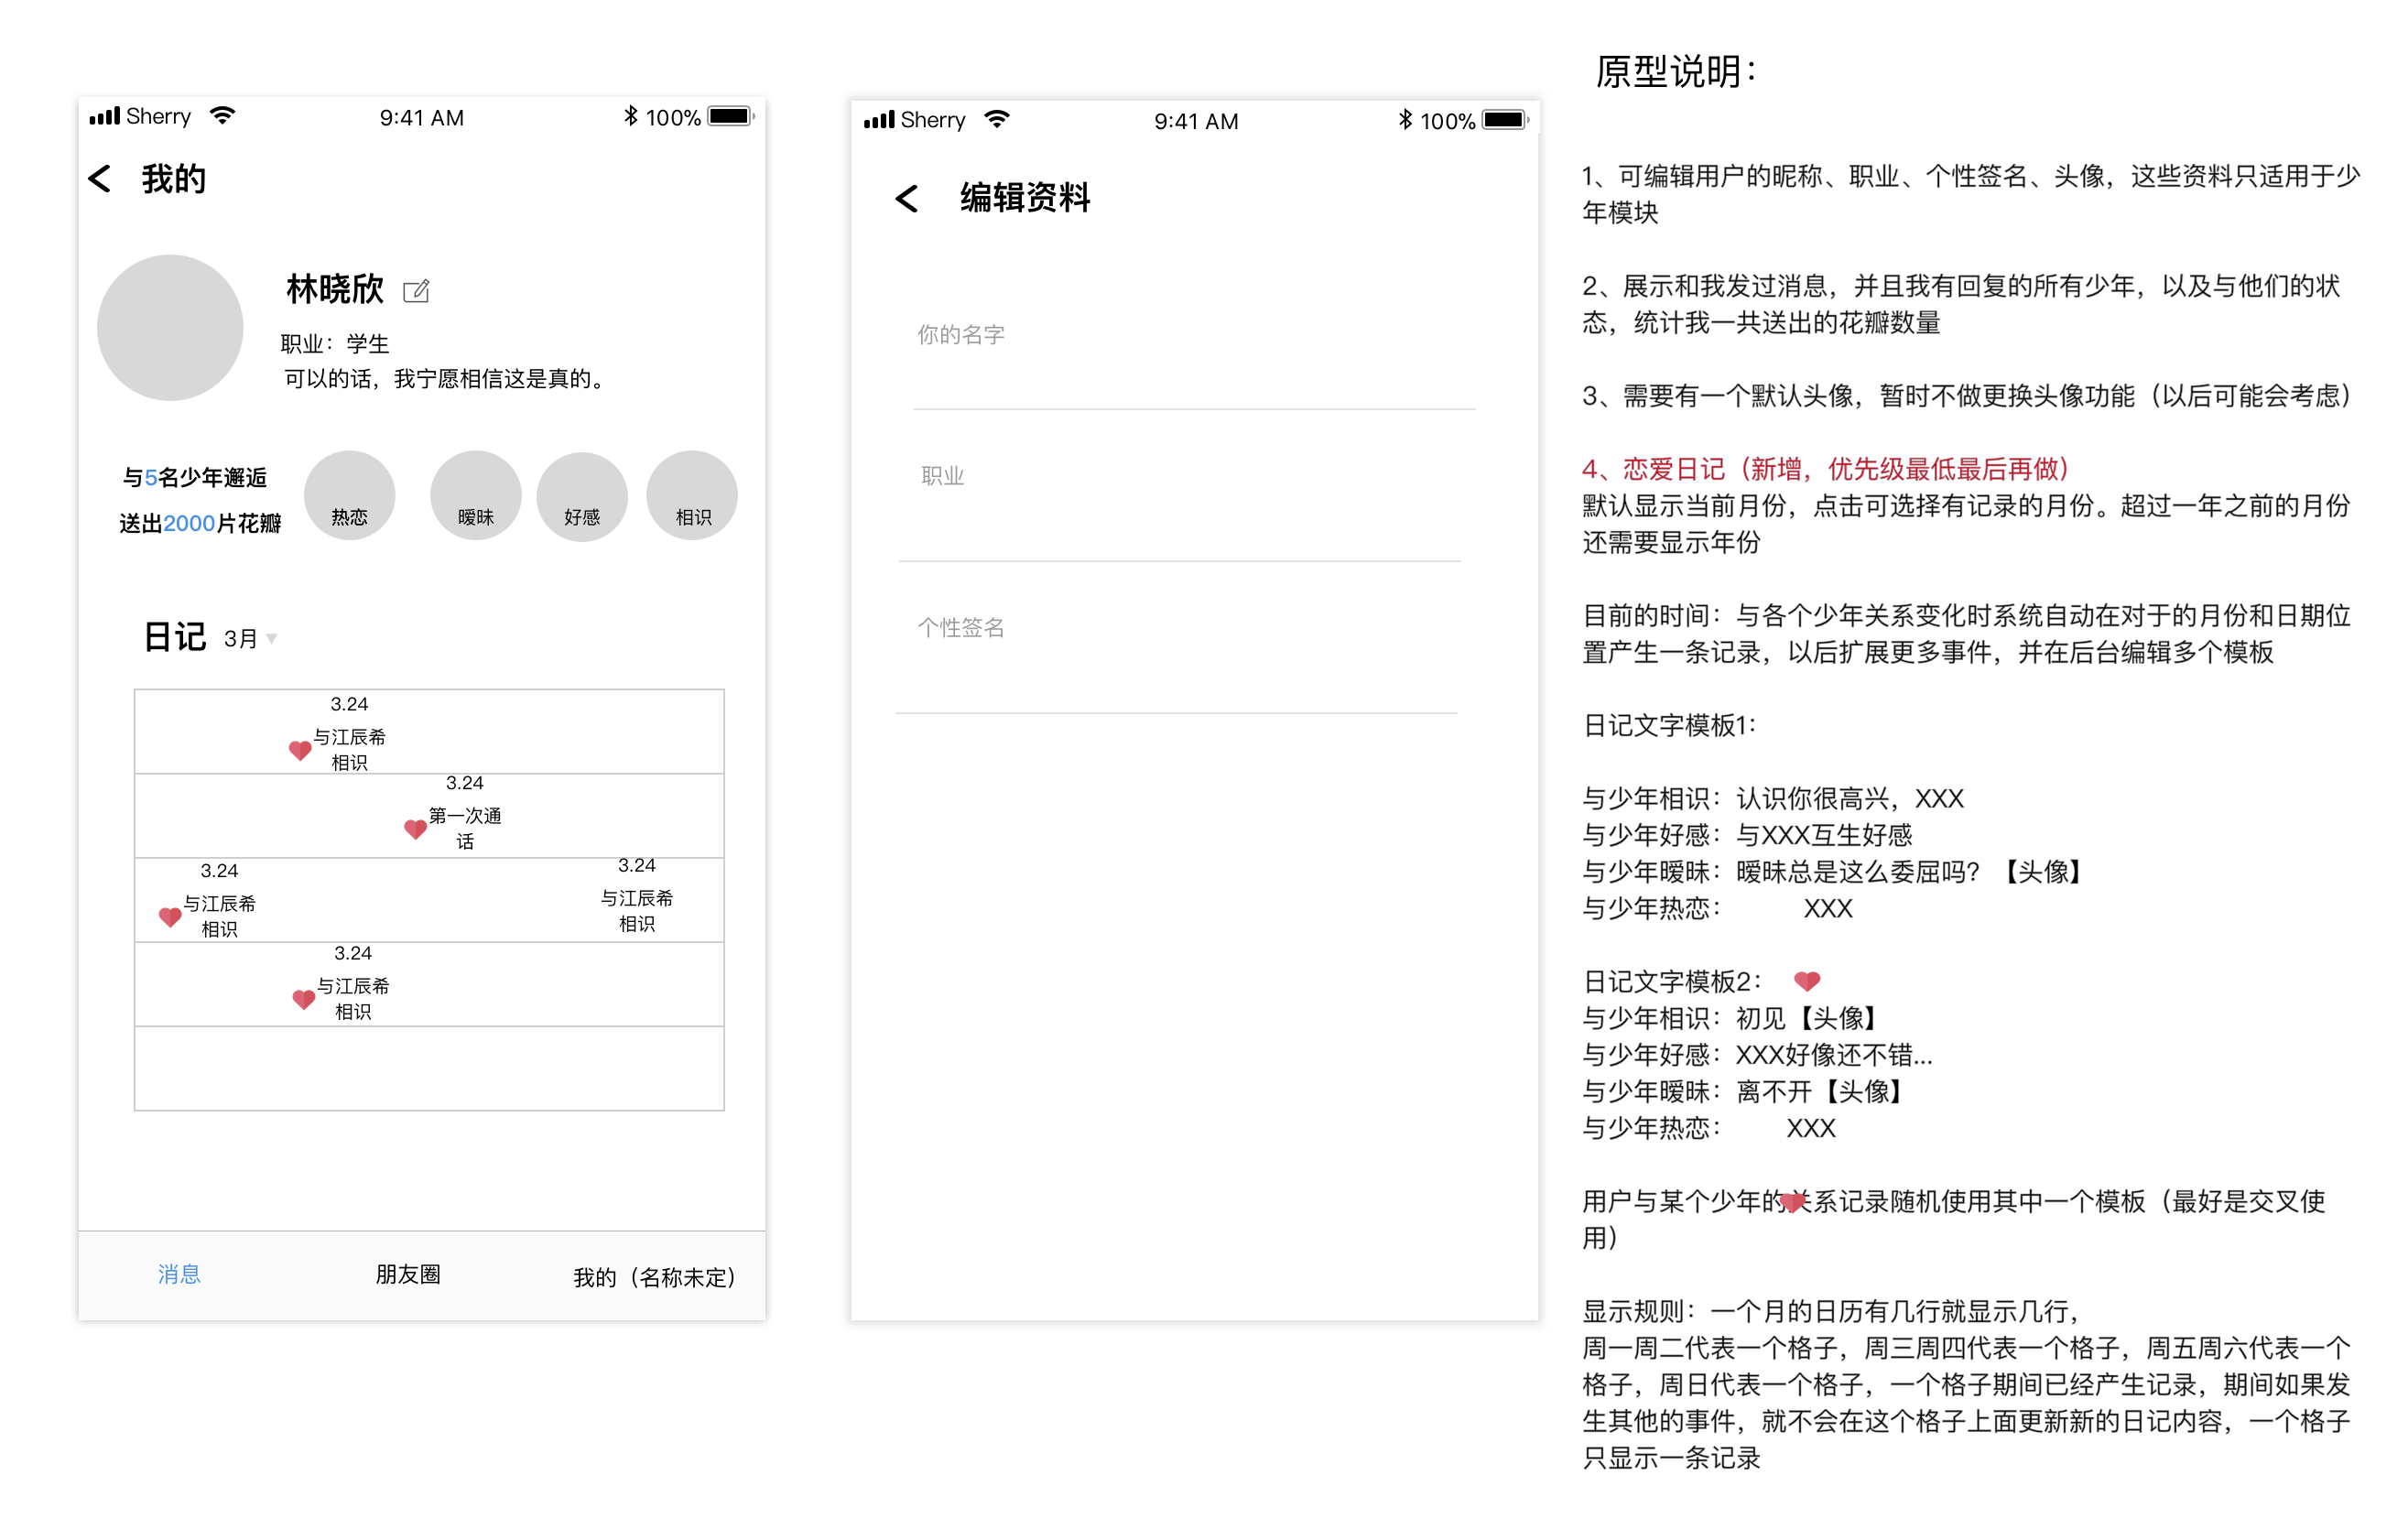 Sherry 9:41 AM 100%
我的
林晓欣
职业：学生
可以的话，我宁愿相信这是真的。
与5名少年邂逅
送出2000片花瓣
热恋 暧昧 好感 相识
日记 3月
3.24
与江辰希
相识
3.24
第一次通
话
3.24
与江辰希
相识
3.24
与江辰希
相识
3.24
与江辰希
相识
消息 朋友圈 我的（名称未定）
Sherry 9:41 AM 100%
编辑资料
你的名字
职业
个性签名
原型说明：
1、可编辑用户的昵称、职业、个性签名、头像，这些资料只适用于少
年模块
2、展示和我发过消息，并且我有回复的所有少年，以及与他们的状
态，统计我一共送出的花瓣数量
3、需要有一个默认头像，暂时不做更换头像功能（以后可能会考虑）
4、恋爱日记（新增，优先级最低最后再做）
默认显示当前月份，点击可选择有记录的月份。超过一年之前的月份
还需要显示年份
目前的时间：与各个少年关系变化时系统自动在对于的月份和日期位
置产生一条记录，以后扩展更多事件，并在后台编辑多个模板
日记文字模板1：
与少年相识：认识你很高兴，XXX
与少年好感：与XXX互生好感
与少年暧昧：暧昧总是这么委屈吗？【头像】
与少年热恋： XXX
日记文字模板2：
与少年相识：初见【头像】
与少年好感：XXX好像还不错...
与少年暧昧：离不开【头像】
与少年热恋： XXX
用户与某个少年的关系记录随机使用其中一个模板（最好是交叉使
用）
显示规则：一个月的日历有几行就显示几行，
周一周二代表一个格子，周三周四代表一个格子，周五周六代表一个
格子，周日代表一个格子，一个格子期间已经产生记录，期间如果发
生其他的事件，就不会在这个格子上面更新新的日记内容，一个格子
只显示一条记录